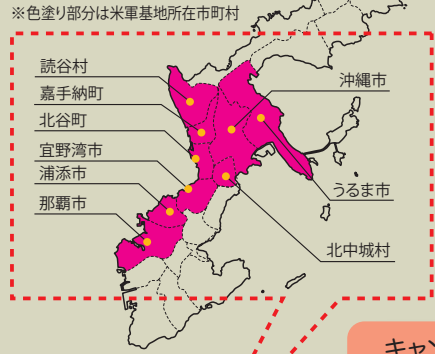 ※色塗り部分は米軍基地所在市町村
読谷村
嘉手納町
北谷町
宜野湾市
浦添市
那覇市
沖縄市
うるま市
北中城村
キャン